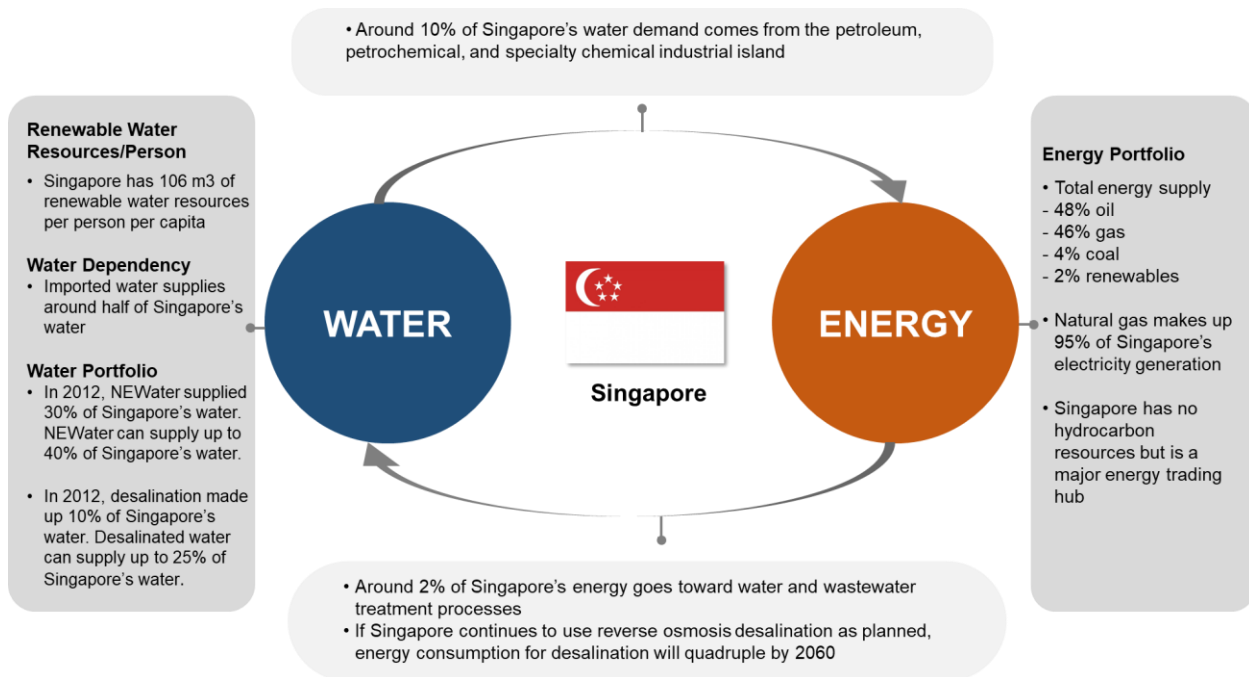 • Around 10% of Singapore's water demand comes from the petroleum,
petrochemical, and specialty chemical industrial island
Renewable Water
Resources/Person
• Singapore has 106 m3 of
renewable water resources
per person per capita
Water Dependency
• Imported water supplies
around half of Singapore's
water
Water Portfolio
• In 2012, NEWater supplied
30% of Singapore's water.
NEWater can supply up to
40% of Singapore's water.
• In 2012, desalination made
up 10% of Singapore's
water. Desalinated water
can supply up to 25% of
Singapore's water.
WATER
Singapore
ENERGY
Energy Portfolio
• Total energy supply
- 48% oil
- 46% gas
- 4% coal
- 2% renewables
• Natural gas makes up
95% of Singapore's
electricity generation
• Singapore has no
hydrocarbon
resources but is a
major energy trading
hub
• Around 2% of Singapore's energy goes toward water and wastewater
treatment processes
• If Singapore continues to use reverse osmosis desalination as planned,
energy consumption for desalination will quadruple by 2060